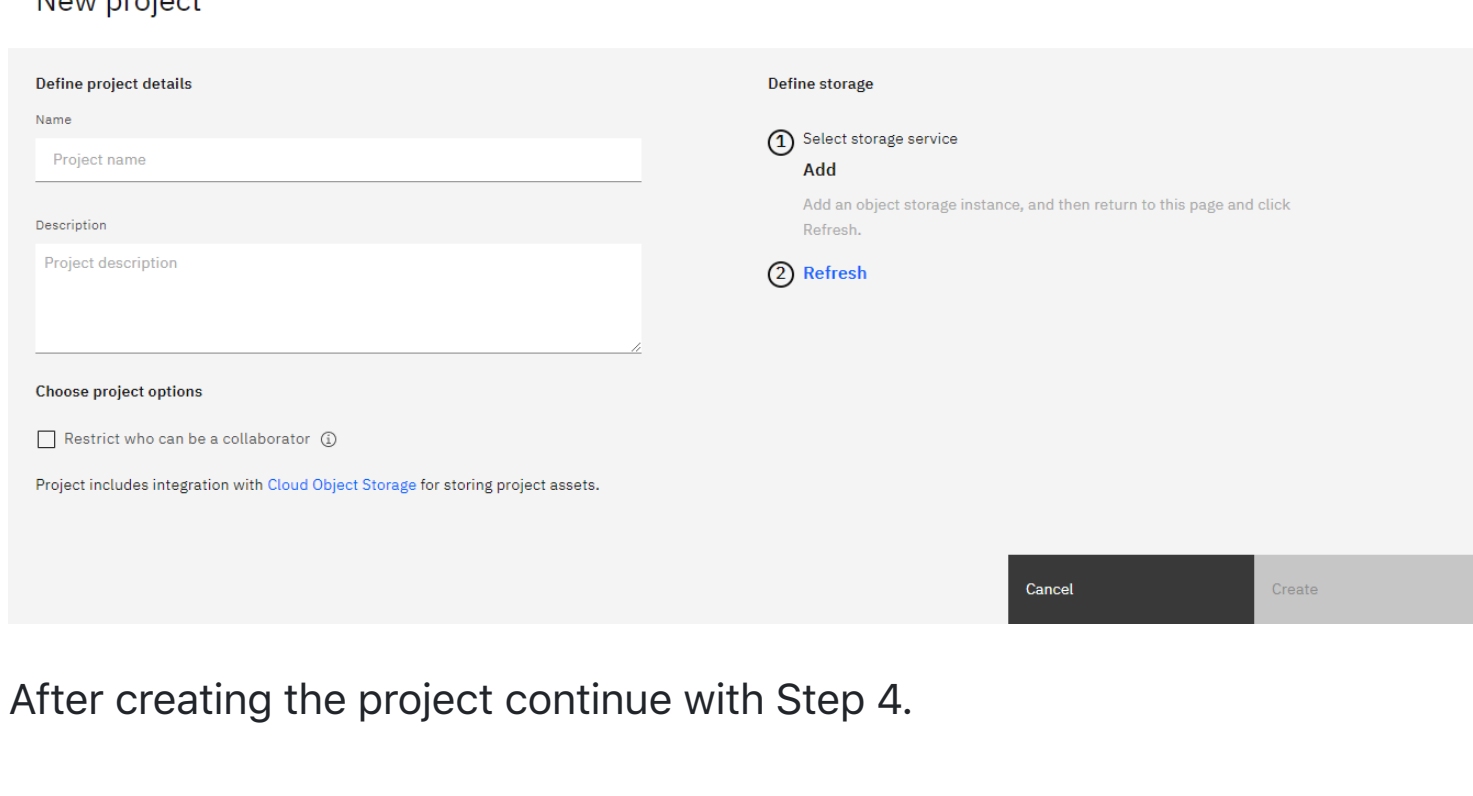 New project
Define project details
Name
Project name
Description
Project description
Choose project options
Restrict who can be a collaborator
Project includes integration with Cloud Object Storage for storing project assets.
Define storage
1 Select storage service
Add
Add an object storage instance, and then return to this page and click
Refresh.
2 Refresh
Cancel
Create
After creating the project continue with Step 4.